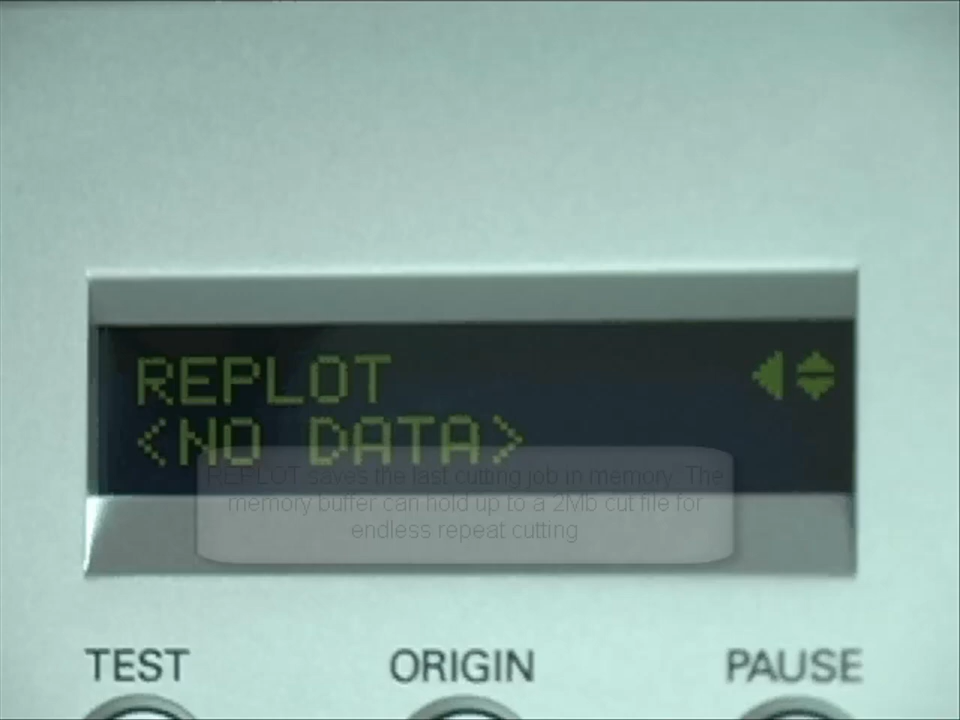 REPLOT
<NO DATA>
REPLOT saves the last cutting job in memory. The
memory buffer can hold up to a 2Mb cut file for
endless repeat cutting
TEST ORIGIN PAUSE